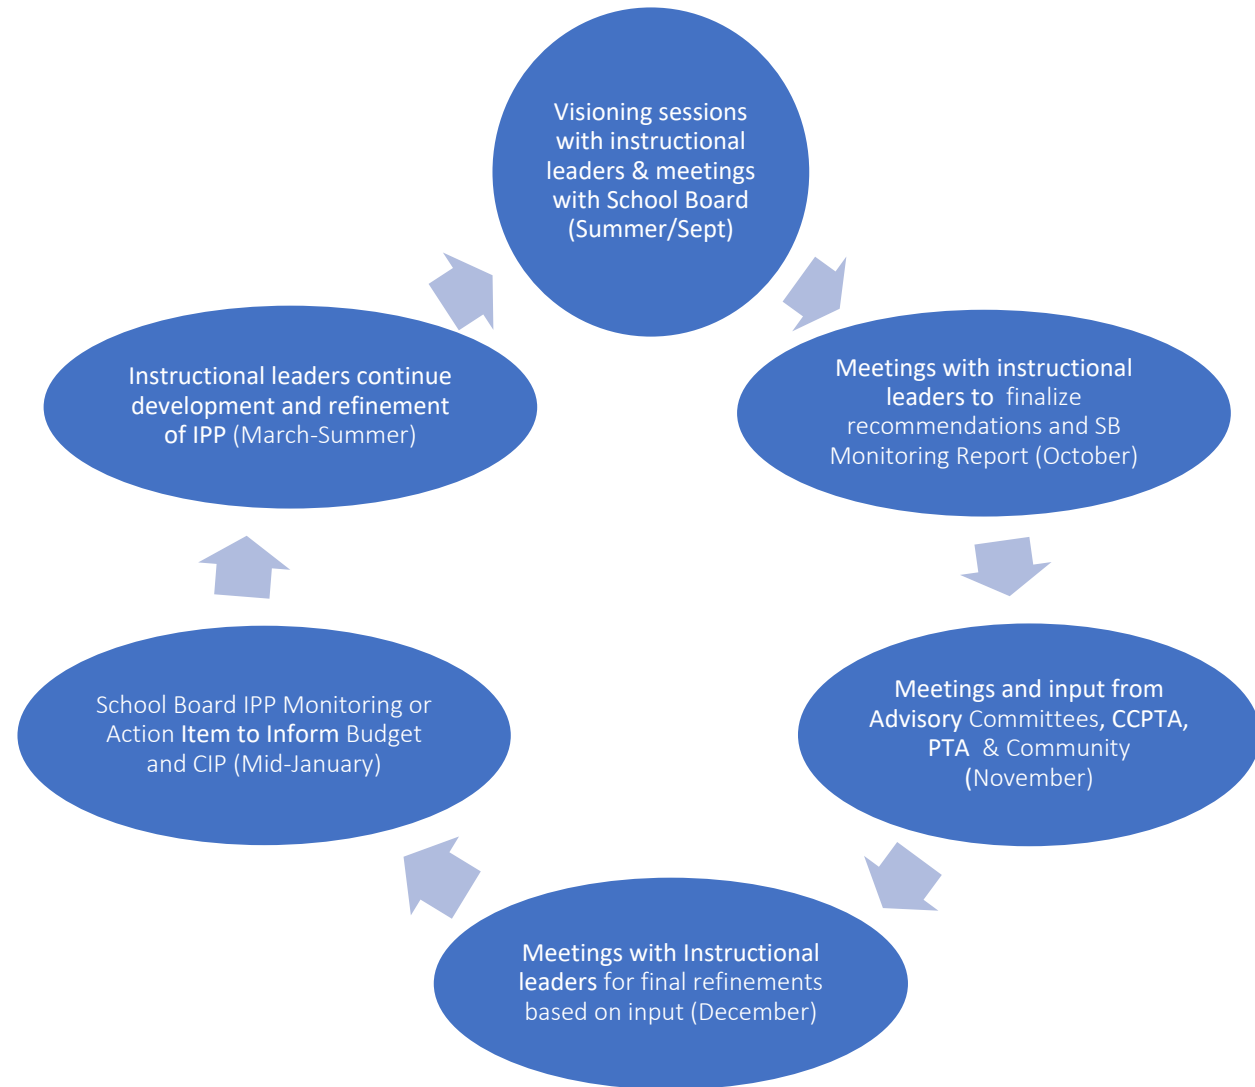 Visioning sessions
with instructional
leaders & meetings
with School Board
(Summer/Sept)
Meetings with instructional
leaders to  finalize
recommendations and SB
Monitoring Report (October)
Meetings and input from
Advisory Committees, CCPTA,
PTA  & Community
(November)
Meetings with Instructional
leaders for final refinements
based on input (December)
School Board IPP Monitoring or
Action Item to Inform Budget
and CIP (Mid-January)
Instructional leaders continue
development and refinement
of IPP (March-Summer)